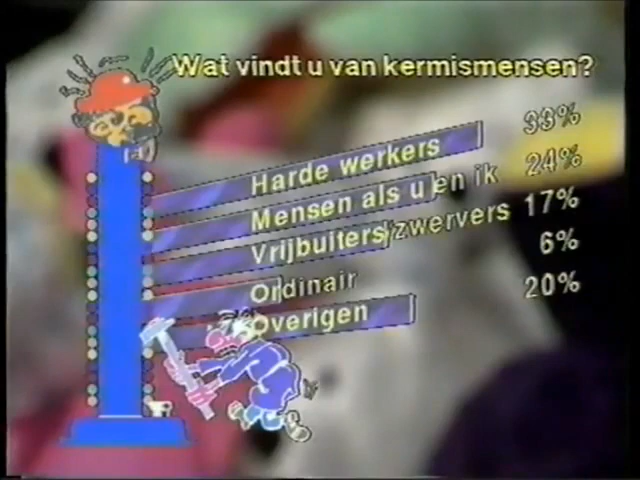 Wat vindt u van kermismensen?
Harde werkers 33%
Mensen als u en ik 24%
Vrijbuiters/zwervers 17%
Ordinair 6%
Overigen 20%